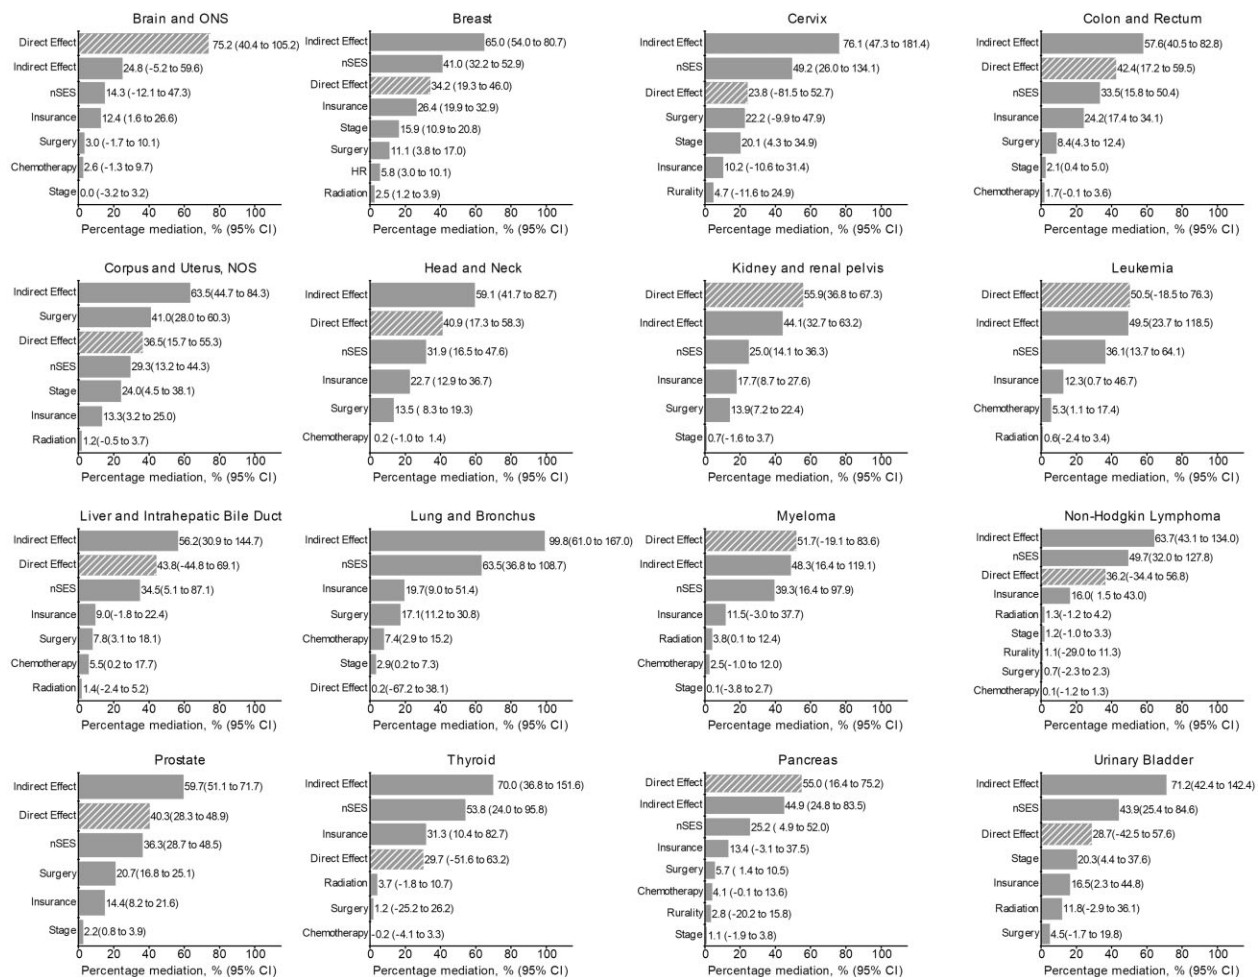 Brain and ONS
Direct Effect 75.2 (40.4 to 105.2)
Indirect Effect 24.8 (-5.2 to 59.6)
nSES 14.3 (-12.1 to 47.3)
Insurance 12.4 (1.6 to 26.6)
Surgery 3.0 (-1.7 to 10.1)
Chemotherapy 2.6 (-1.3 to 9.7)
Stage 0.0 (-3.2 to 3.2)
0 20 40 60 80 100
Percentage mediation, % (95% CI)
Breast
Indirect Effect 65.0 (54.0 to 80.7)
nSES 41.0 (32.2 to 52.9)
Direct Effect 34.2 (19.3 to 46.0)
Insurance 26.4 (19.9 to 32.9)
Stage 15.9 (10.9 to 20.8)
Surgery 11.1 (3.8 to 17.0)
HR 5.8 (3.0 to 10.1)
Radiation 2.5 (1.2 to 3.9)
0 20 40 60 80 100
Percentage mediation, % (95% CI)
Cervix
Indirect Effect 76.1 (47.3 to 181.4)
nSES 49.2 (26.0 to 134.1)
Direct Effect 23.8 (-81.5 to 52.7)
Surgery 22.2 (-9.9 to 47.9)
Stage 20.1 (4.3 to 34.9)
Insurance 10.2 (-10.6 to 31.4)
Rurality 4.7 (-11.6 to 24.9)
0 20 40 60 80 100
Percentage mediation, % (95% CI)
Colon and Rectum
Indirect Effect 57.6 (40.5 to 82.8)
Direct Effect 42.4 (17.2 to 59.5)
nSES 33.5 (15.8 to 50.4)
Insurance 24.2 (17.4 to 34.1)
Surgery 8.4 (4.3 to 12.4)
Stage 2.1 (0.4 to 5.0)
Chemotherapy 1.7 (-0.1 to 3.6)
0 20 40 60 80 100
Percentage mediation, % (95% CI)
Corpus and Uterus, NOS
Indirect Effect 63.5(44.7 to 84.3)
Surgery 41.0(28.0 to 60.3)
Direct Effect 36.5(15.7 to 55.3)
nSES 29.3(13.2 to 44.3)
Stage 24.0(4.5 to 38.1)
Insurance 13.3(3.2 to 25.0)
Radiation 1.2(-0.5 to 3.7)
0 20 40 60 80 100
Percentage mediation, % (95% CI)
Head and Neck
Indirect Effect 59.1 (41.7 to 82.7)
Direct Effect 40.9 (17.3 to 58.3)
nSES 31.9 (16.5 to 47.6)
Insurance 22.7 (12.9 to 36.7)
Surgery 13.5 ( 8.3 to 19.3)
Chemotherapy 0.2 (-1.0 to 1.4)
0 20 40 60 80 100
Percentage mediation, % (95% CI)
Kidney and renal pelvis
Direct Effect 55.9(36.8 to 67.3)
Indirect Effect 44.1(32.7 to 63.2)
nSES 25.0(14.1 to 36.3)
Insurance 17.7(8.7 to 27.6)
Surgery 13.9(7.2 to 22.4)
Stage 0.7(-1.6 to 3.7)
0 20 40 60 80 100
Percentage mediation, % (95% CI)
Leukemia
Direct Effect 50.5(-18.5 to 76.3)
Indirect Effect 49.5(23.7 to 118.5)
nSES 36.1(13.7 to 64.1)
Insurance 12.3(0.7 to 46.7)
Chemotherapy 5.3(1.1 to 17.4)
Radiation 0.6(-2.4 to 3.4)
0 20 40 60 80 100
Percentage mediation, % (95% CI)
Liver and Intrahepatic Bile Duct
Indirect Effect 56.2(30.9 to 144.7)
Direct Effect 43.8(-44.8 to 69.1)
nSES 34.5(5.1 to 87.1)
Insurance 9.0(-1.8 to 22.4)
Surgery 7.8(3.1 to 18.1)
Chemotherapy 5.5(0.2 to 17.7)
Radiation 1.4(-2.4 to 5.2)
0 20 40 60 80 100
Percentage mediation, % (95% CI)
Lung and Bronchus
Indirect Effect 99.8(61.0 to 167.0)
nSES 63.5(36.8 to 108.7)
Insurance 19.7(9.0 to 51.4)
Surgery 17.1(11.2 to 30.8)
Chemotherapy 7.4(2.9 to 15.2)
Stage 2.9(0.2 to 7.3)
Direct Effect 0.2(-67.2 to 38.1)
0 20 40 60 80 100
Percentage mediation, % (95% CI)
Myeloma
Direct Effect 51.7(-19.1 to 83.6)
Indirect Effect 48.3(16.4 to 119.1)
nSES 39.3(16.4 to 97.9)
Insurance 11.5(-3.0 to 37.7)
Radiation 3.8(0.1 to 12.4)
Chemotherapy 2.5(-1.0 to 12.0)
Stage 0.1(-3.8 to 2.7)
0 20 40 60 80 100
Percentage mediation, % (95% CI)
Non-Hodgkin Lymphoma
Indirect Effect 63.7(43.1 to 134.0)
nSES 49.7(32.0 to 127.8)
Direct Effect 36.2(-34.4 to 56.8)
Insurance 16.0( 1.5 to 43.0)
Radiation 1.3(-1.2 to 4.2)
Stage 1.2(-1.0 to 3.3)
Rurality 1.1(-29.0 to 11.3)
Surgery 0.7(-2.3 to 2.3)
Chemotherapy 0.1(-1.2 to 1.3)
0 20 40 60 80 100
Percentage mediation, % (95% CI)
Prostate
Indirect Effect 59.7(51.1 to 71.7)
Direct Effect 40.3(28.3 to 48.9)
nSES 36.3(28.7 to 48.5)
Surgery 20.7(16.8 to 25.1)
Insurance 14.4(8.2 to 21.6)
Stage 2.2(0.8 to 3.9)
0 20 40 60 80 100
Percentage mediation, % (95% CI)
Thyroid
Indirect Effect 70.0 (36.8 to 151.6)
nSES 53.8 (24.0 to 95.8)
Insurance 31.3 (10.4 to 82.7)
Direct Effect 29.7 (-51.6 to 63.2)
Radiation 3.7 (-1.8 to 10.7)
Surgery 1.2 (-25.2 to 26.2)
Chemotherapy -0.2 (-4.1 to 3.3)
0 20 40 60 80 100
Percentage mediation, % (95% CI)
Pancreas
Direct Effect 55.0 (16.4 to 75.2)
Indirect Effect 44.9 (24.8 to 83.5)
nSES 25.2 ( 4.9 to 52.0)
Insurance 13.4 (-3.1 to 37.5)
Surgery 5.7 ( 1.4 to 10.5)
Chemotherapy 4.1 (-0.1 to 13.6)
Rurality 2.8 (-20.2 to 15.8)
Stage 1.1 (-1.9 to 3.8)
0 20 40 60 80 100
Percentage mediation, % (95% CI)
Urinary Bladder
Indirect Effect 71.2(42.4 to 142.4)
nSES 43.9(25.4 to 84.6)
Direct Effect 28.7(-42.5 to 57.6)
Stage 20.3(4.4 to 37.6)
Insurance 16.5(2.3 to 44.8)
Radiation 11.8(-2.9 to 36.1)
Surgery 4.5(-1.7 to 19.8)
0 20 40 60 80 100
Percentage mediation, % (95% CI)